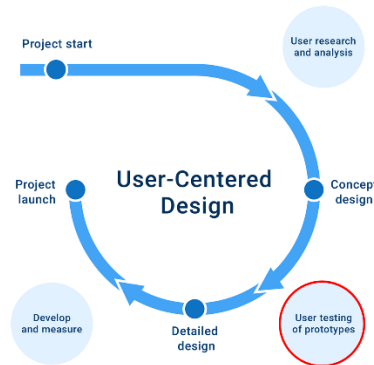 Project start
User research
and analysis
User-Centered
Design
Project
launch
Concept
design
Develop
and measure
Detailed
design
User testing
of prototypes